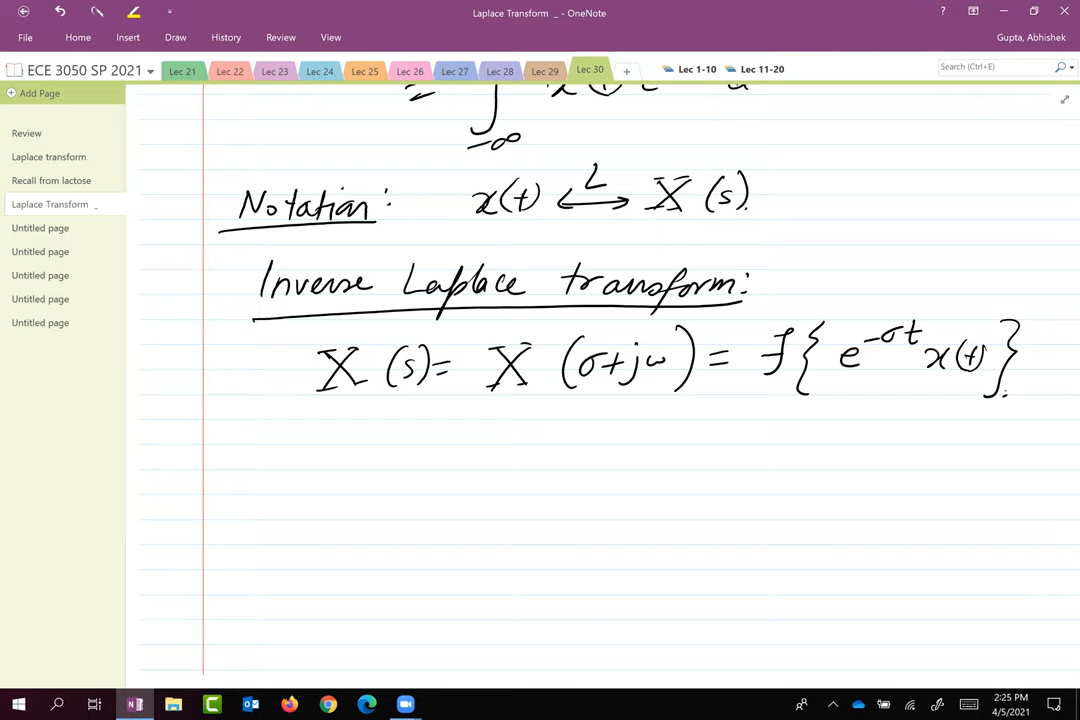 Laplace Transform _ - OneNote
?
Gupta, Abhishek
File Home Insert Draw History Review View
ECE 3050 SP 2021
Lec 21 Lec 22 Lec 23 Lec 24 Lec 25 Lec 26 Lec 27 Lec 28 Lec 29 Lec 30 + Lec 1-10 Lec 11-20
Search (Ctrl+E)
Add Page
Review
Laplace transform
Recall from lactose
Laplace Transform _
Untitled page
Untitled page
Untitled page
Untitled page
Untitled page
= ∫
-∞
Notation: x(t) ⟷ L X(s).
Inverse Laplace transform:
X(s) = X(σ+jω) = F{e^{-σt} x(t)}.
2:25 PM
4/5/2021